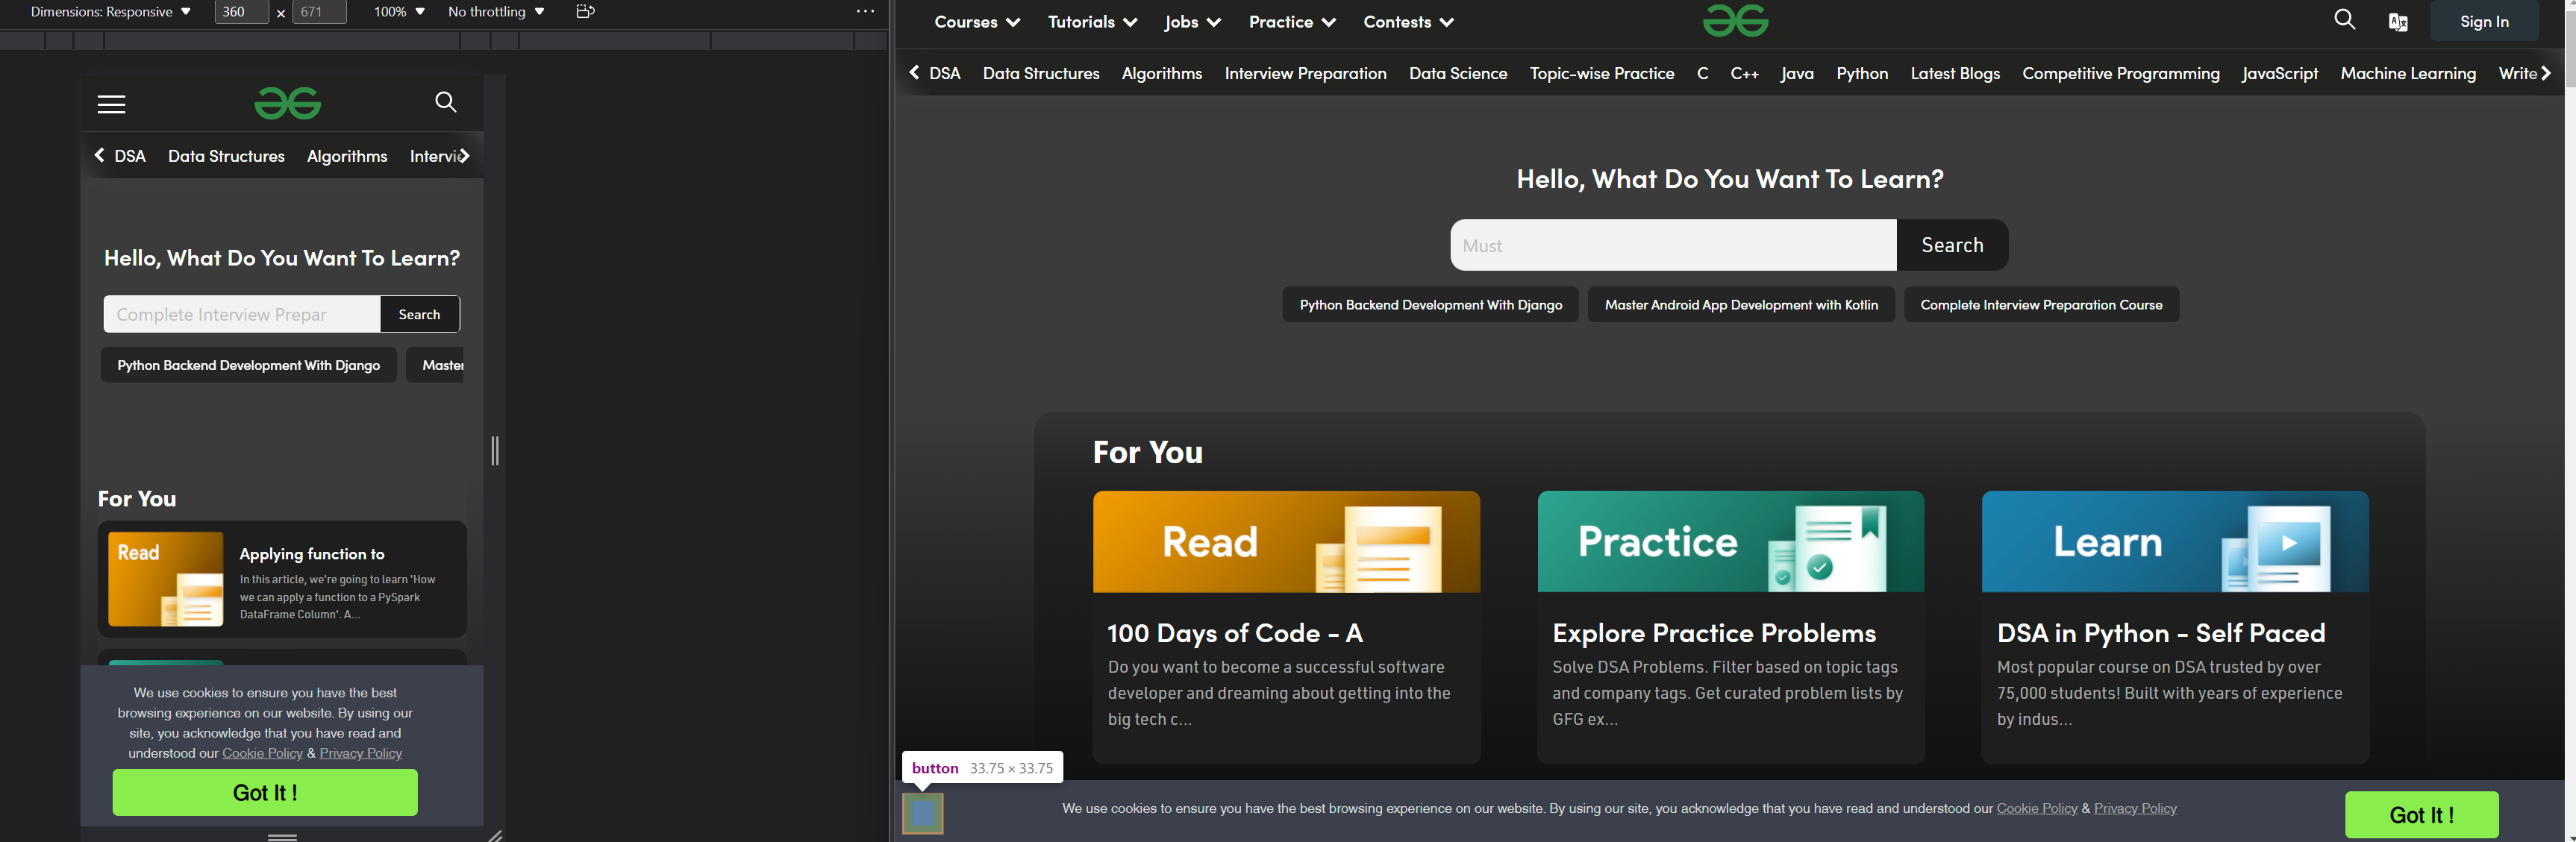 Dimensions: Responsive ▼ 360 × 671 100% ▼ No throttling ▼
DSA Data Structures Algorithms Intervie
Hello, What Do You Want To Learn?
Complete Interview Prepar Search
Python Backend Development With Django Master
For You
Read
Applying function to
In this article, we're going to learn 'How
we can apply a function to a PySpark
DataFrame Column'. A...
We use cookies to ensure you have the best
browsing experience on our website. By using our
site, you acknowledge that you have read and
understood our Cookie Policy & Privacy Policy
Got It !
Courses Tutorials Jobs Practice Contests Sign In
DSA Data Structures Algorithms Interview Preparation Data Science Topic-wise Practice C C++ Java Python Latest Blogs Competitive Programming JavaScript Machine Learning Write
Hello, What Do You Want To Learn?
Must Search
Python Backend Development With Django Master Android App Development with Kotlin Complete Interview Preparation Course
For You
Read
100 Days of Code - A
Do you want to become a successful software
developer and dreaming about getting into the
big tech c...
Practice
Explore Practice Problems
Solve DSA Problems. Filter based on topic tags
and company tags. Get curated problem lists by
GFG ex...
Learn
DSA in Python - Self Paced
Most popular course on DSA trusted by over
75,000 students! Built with years of experience
by indus...
button 33.75 × 33.75
We use cookies to ensure you have the best browsing experience on our website. By using our site, you acknowledge that you have read and understood our Cookie Policy & Privacy Policy
Got It !